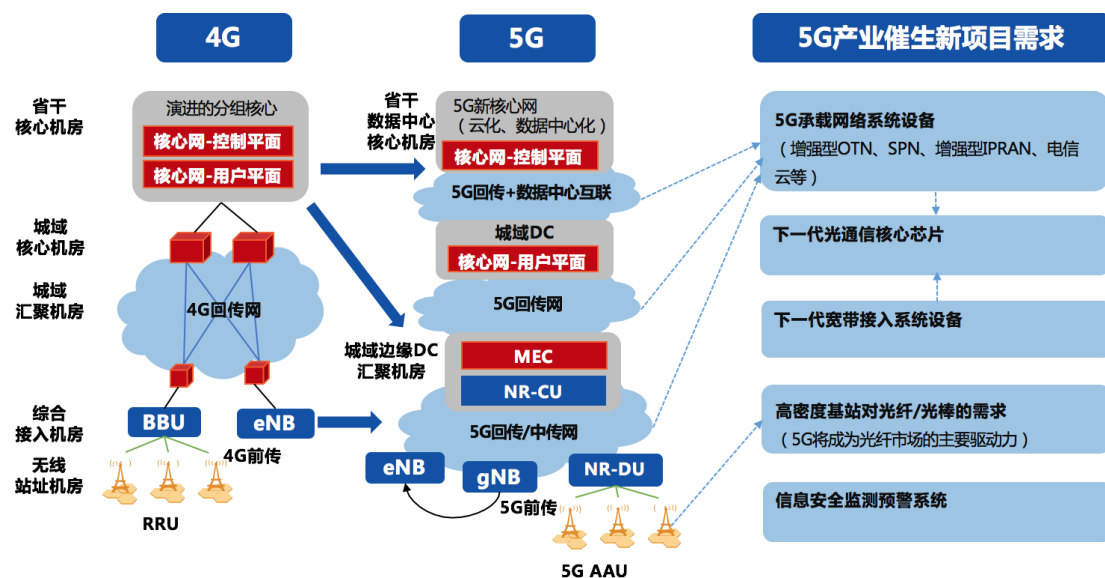 4G
5G
5G产业催生新项目需求
省干
核心机房
演进的分组核心
核心网-控制平面
核心网-用户平面
省干
数据中心
核心机房
5G新核心网
（云化、数据中心化）
核心网-控制平面
5G回传+数据中心互联
5G承载网络系统设备
（增强型OTN、SPN、增强型IPRAN、电信
云等）
城域
核心机房
城域DC
核心网-用户平面
下一代光通信核心芯片
城域
汇聚机房
4G回传网
5G回传网
下一代宽带接入系统设备
城域边缘DC
汇聚机房
MEC
NR-CU
综合
接入机房
BBU
eNB
4G前传
5G回传/中传网
高密度基站对光纤/光棒的需求
（5G将成为光纤市场的主要驱动力）
无线
站址机房
RRU
eNB
gNB
NR-DU
5G前传
5G AAU
信息安全监测预警系统